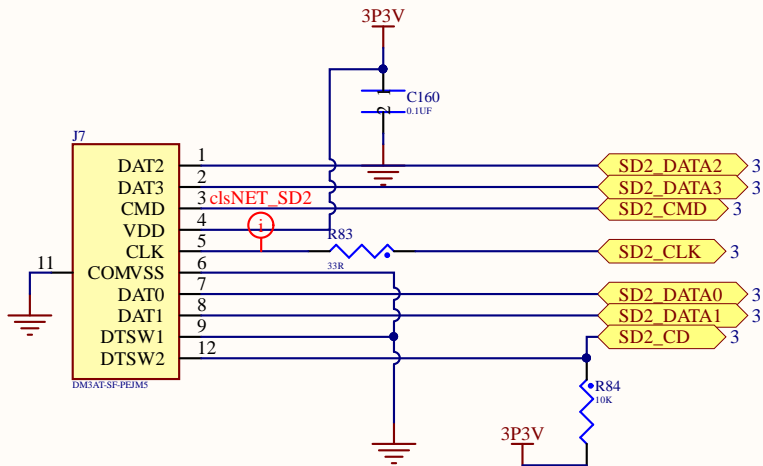 3P3V
1
2
C160
0.1UF
J7
DAT2 1 SD2_DATA2 3
DAT3 2 SD2_DATA3 3
CMD 3 clsNET_SD2 SD2_CMD 3
VDD 4 i
R83
CLK 5 SD2_CLK 3
33R
11 COMVSS 6
DAT0 7 SD2_DATA0 3
DAT1 8 SD2_DATA1 3
DTSW1 9 SD2_CD 3
DTSW2 12
DM3AT-SF-PEJM5
R84
10K
3P3V